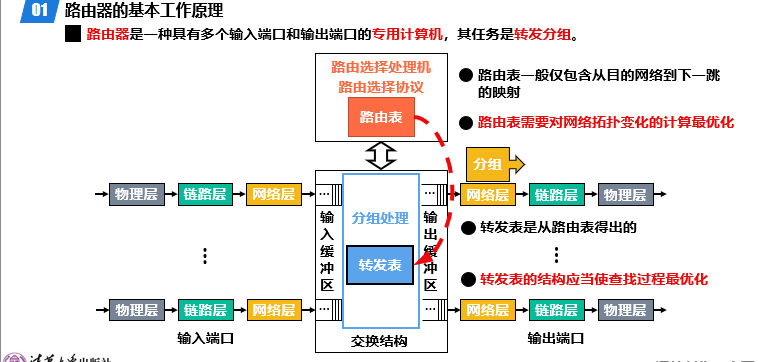 01 路由器的基本工作原理
路由器是一种具有多个输入端口和输出端口的专用计算机，其任务是转发分组。
路由选择处理机
路由选择协议
路由表
路由表一般仅包含从目的网络到下一跳
的映射
路由表需要对网络拓扑变化的计算最优化
分组
物理层 链路层 网络层 ... ... 网络层 链路层 物理层
输入缓冲区
分组处理
转发表
输出缓冲区
转发表是从路由表得出的
转发表的结构应当使查找过程最优化
物理层 链路层 网络层 ... ... 网络层 链路层 物理层
输入端口
交换结构
输出端口
清华大学出版社